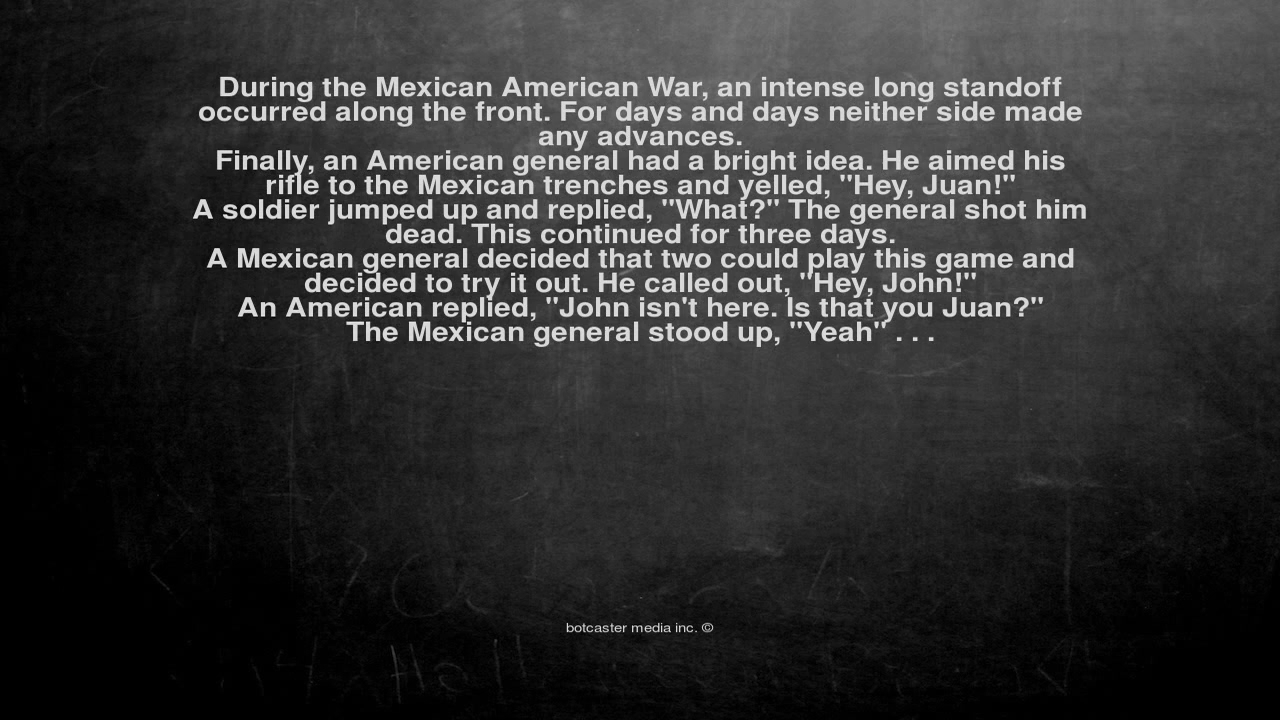 During the Mexican American War, an intense long standoff
occurred along the front. For days and days neither side made
any advances.
Finally, an American general had a bright idea. He aimed his
rifle to the Mexican trenches and yelled, "Hey, Juan!"
A soldier jumped up and replied, "What?" The general shot him
dead. This continued for three days.
A Mexican general decided that two could play this game and
decided to try it out. He called out, "Hey, John!"
An American replied, "John isn't here. Is that you Juan?"
The Mexican general stood up, "Yeah" . . .
botcaster media inc. ©